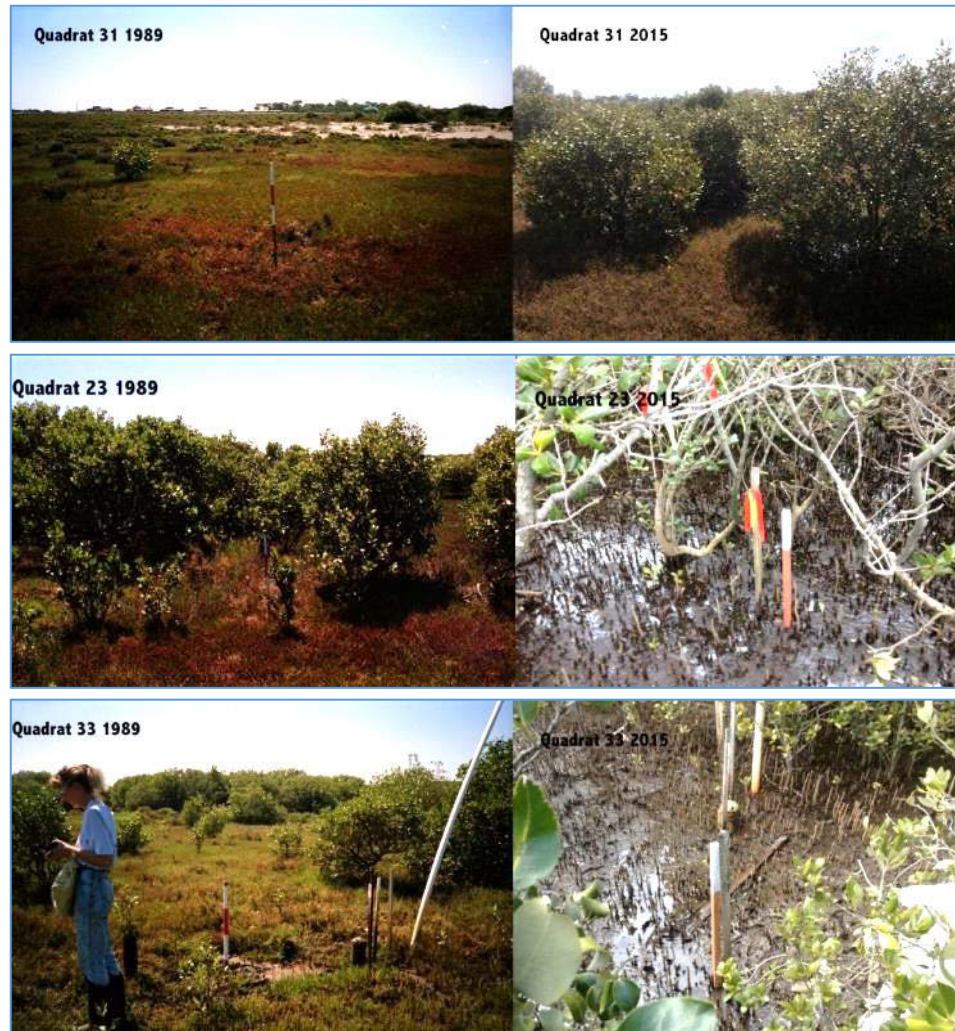 Quadrat 31 1989
Quadrat 31 2015
Quadrat 23 1989
Quadrat 23 2015
Quadrat 33 1989
Quadrat 33 2015